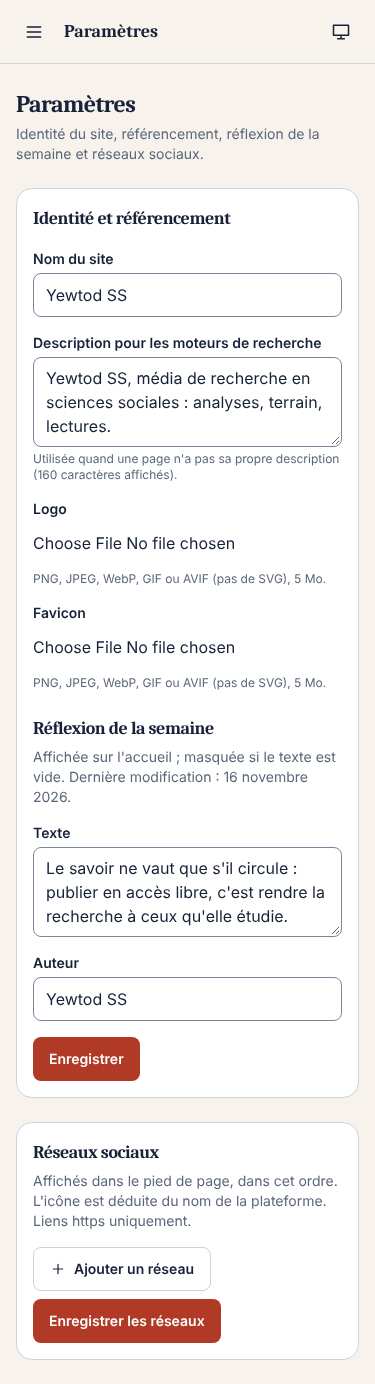 Paramètres
Paramètres
Identité du site, référencement, réflexion de la
semaine et réseaux sociaux.
Identité et référencement
Nom du site
Yewtod SS
Description pour les moteurs de recherche
Yewtod SS, média de recherche en
sciences sociales : analyses, terrain,
lectures.
Utilisée quand une page n'a pas sa propre description
(160 caractères affichés).
Logo
Choose File No file chosen
PNG, JPEG, WebP, GIF ou AVIF (pas de SVG), 5 Mo.
Favicon
Choose File No file chosen
PNG, JPEG, WebP, GIF ou AVIF (pas de SVG), 5 Mo.
Réflexion de la semaine
Affichée sur l'accueil ; masquée si le texte est
vide. Dernière modification : 16 novembre
2026.
Texte
Le savoir ne vaut que s'il circule :
publier en accès libre, c'est rendre la
recherche à ceux qu'elle étudie.
Auteur
Yewtod SS
Enregistrer
Réseaux sociaux
Affichés dans le pied de page, dans cet ordre.
L'icône est déduite du nom de la plateforme.
Liens https uniquement.
Ajouter un réseau
Enregistrer les réseaux